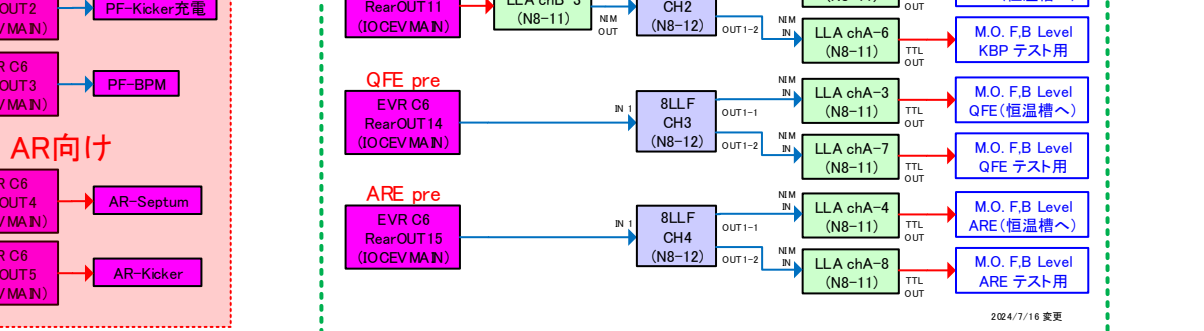 OUT2
/MAIN)
PF-Kicker充電
R C6
OUT3
/MAIN)
PF-BPM
AR向け
R C6
OUT4
/MAIN)
AR-Septum
R C6
OUT5
/MAIN)
AR-Kicker
RearOUT11
(IOCEVMAIN)
LLA chB-3
(N8-11)
NIM
OUT
CH2
(N8-12)
OUT1-2
NIM
IN
OUT
LLA chA-6
(N8-11)
TTL
OUT
M.O. F,B Level
KBP テスト用
QFE pre
EVR C6
RearOUT14
(IOCEVMAIN)
IN 1
8LLF
CH3
(N8-12)
OUT1-1
OUT1-2
NIM
IN
LLA chA-3
(N8-11)
TTL
OUT
M.O. F,B Level
QFE(恒温槽へ)
NIM
IN
LLA chA-7
(N8-11)
TTL
OUT
M.O. F,B Level
QFE テスト用
ARE pre
EVR C6
RearOUT15
(IOCEVMAIN)
IN 1
8LLF
CH4
(N8-12)
OUT1-1
OUT1-2
NIM
IN
LLA chA-4
(N8-11)
TTL
OUT
M.O. F,B Level
ARE(恒温槽へ)
NIM
IN
LLA chA-8
(N8-11)
TTL
OUT
M.O. F,B Level
ARE テスト用
2024/7/16 変更